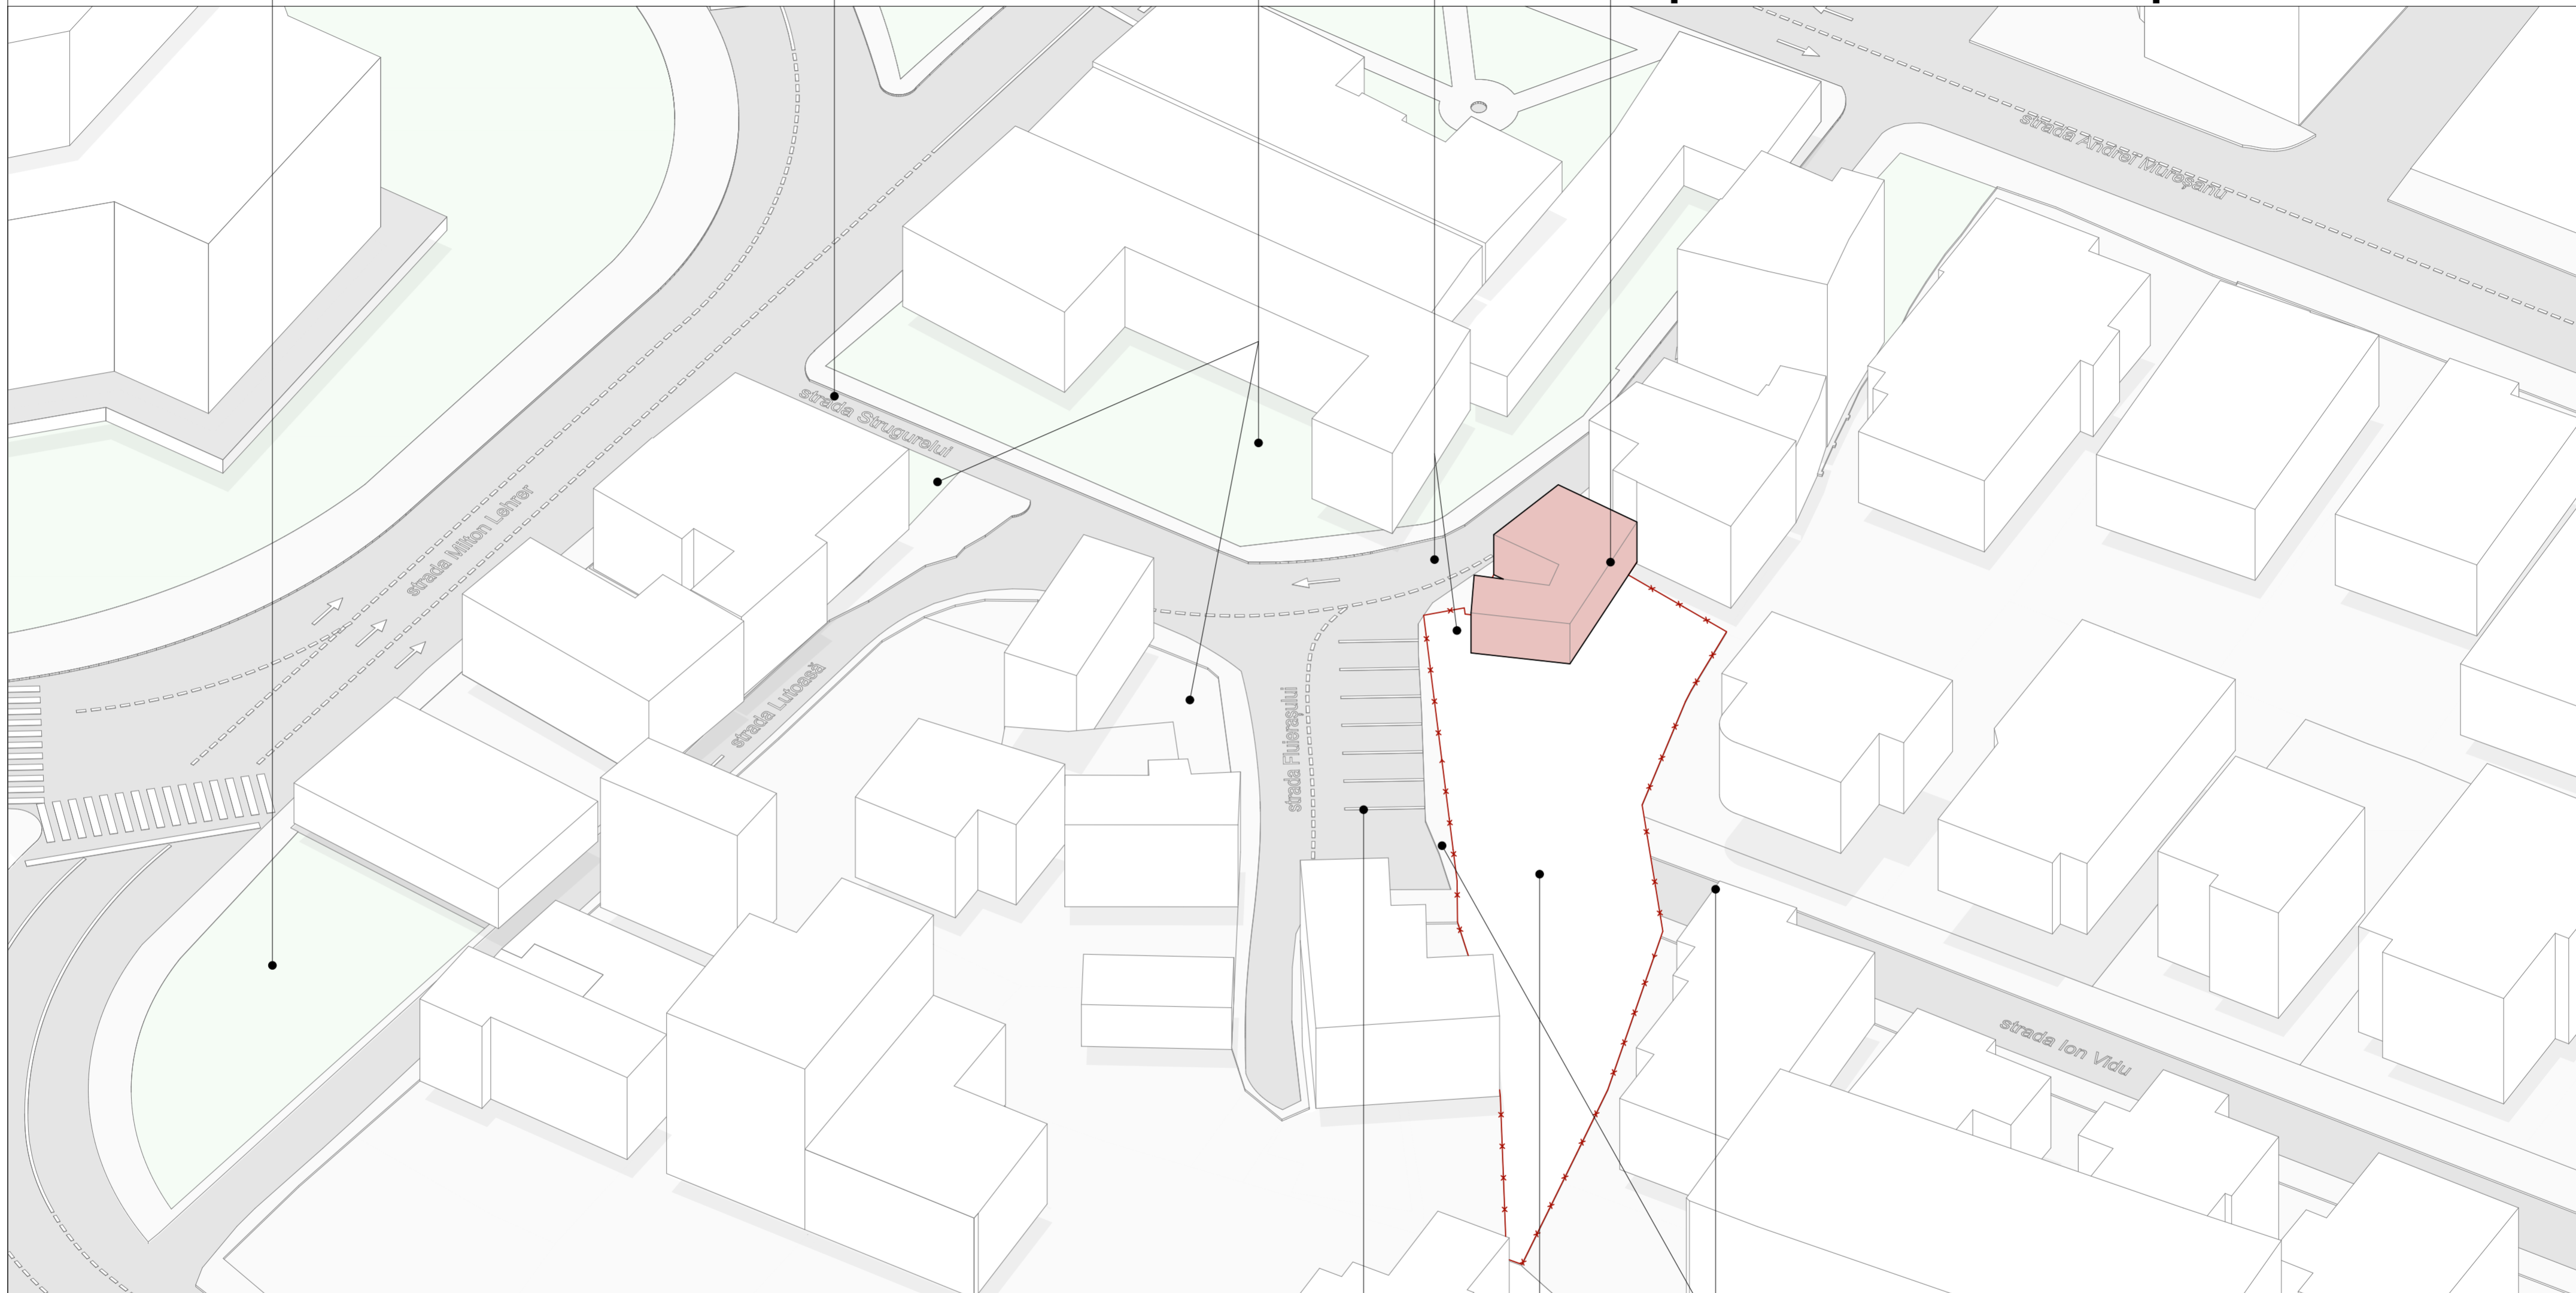 strada Andrei Mureșanu
strada Strugurelui
strada Milton Lehrer
strada Lutoasă
strada Fluierașului
strada Ion Vidu